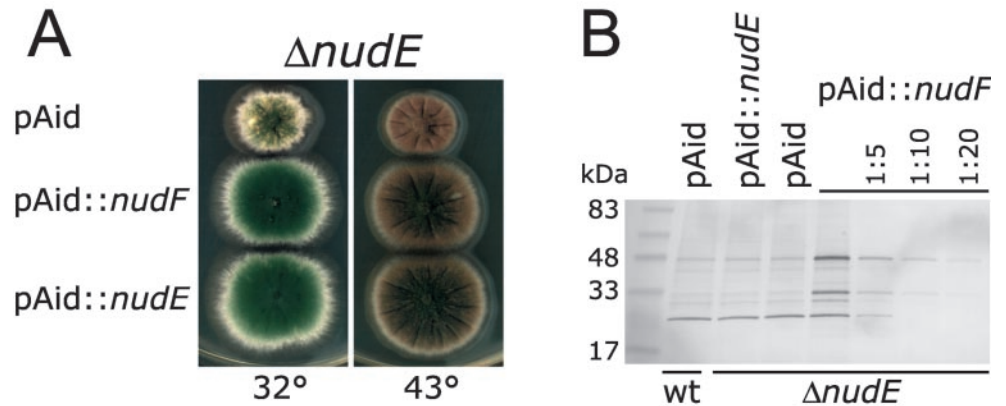 A
ΔnudE
pAid
pAid::nudF
pAid::nudE
32°
43°
B
pAid
pAid::nudE
pAid
pAid::nudF
1:5
1:10
1:20
kDa
83
48
33
17
wt
ΔnudE